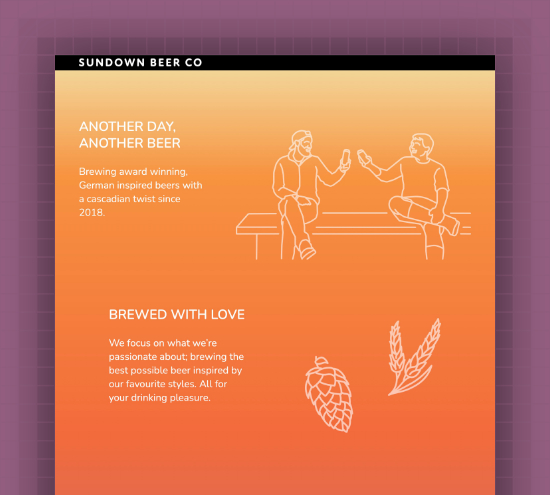 SUNDOWN BEER CO
ANOTHER DAY,
ANOTHER BEER
Brewing award winning,
German inspired beers with
a cascadian twist since
2018.
BREWED WITH LOVE
We focus on what we're
passionate about; brewing the
best possible beer inspired by
our favourite styles. All for
your drinking pleasure.